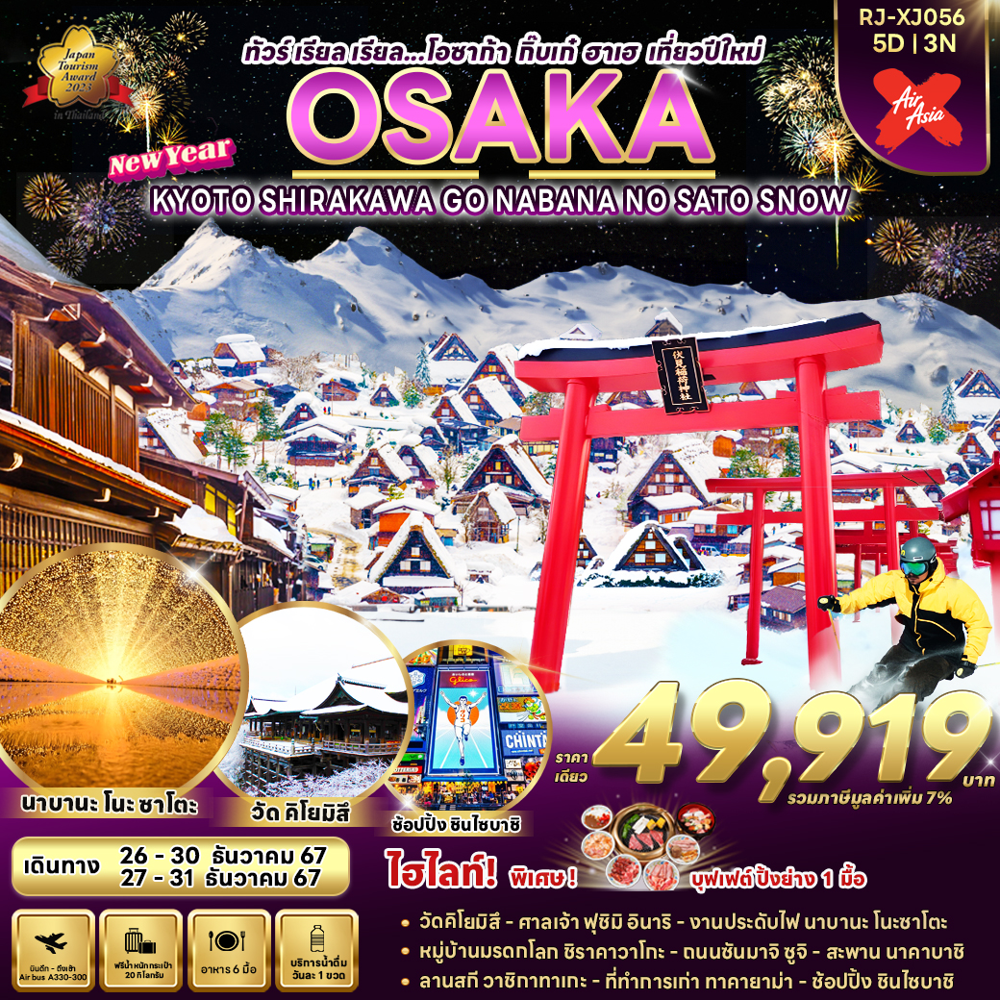 Japan
Tourism
Award
2023
in Thailand
RJ-XJ056
5D | 3N
Air
Asia
ทัวร์ เรียล เรียล...โอซาก้า กิ๊บเก๋ ฮาเฮ เที่ยวปีใหม่
OSAKA
New Year
KYOTO SHIRAKAWA GO NABANA NO SATO SNOW
伏見稲荷神社
Glico
CHINTA
นาบานะ โนะ ซาโตะ
วัด คิโยมิสึ
ช้อปปิ้ง ชินไซบาชิ
ราคา
เดียว
49,919
บาท
รวมภาษีมูลค่าเพิ่ม 7%
เดินทาง
26 - 30 ธันวาคม 67
27 - 31 ธันวาคม 67
ไฮไลท์! พิเศษ! บุฟเฟต์ ปิ้งย่าง 1 มื้อ
• วัดคิโยมิสึ - ศาลเจ้า ฟุชิมิ อินาริ - งานประดับไฟ นาบานะ โนะซาโตะ
• หมู่บ้านมรดกโลก ชิราคาวาโกะ - ถนนซันมาจิ ซูจิ - สะพาน นาคาบาชิ
• ลานสกี วาชิกาทาเกะ - ที่ทำการเก่า ทาคายาม่า - ช้อปปิ้ง ชินไซบาชิ
บินดึก - ถึงเช้า
Air bus A330-300
ฟรีน้ำหนักกระเป๋า
20 กิโลกรัม
อาหาร 6 มื้อ
บริการน้ำดื่ม
วันละ 1 ขวด